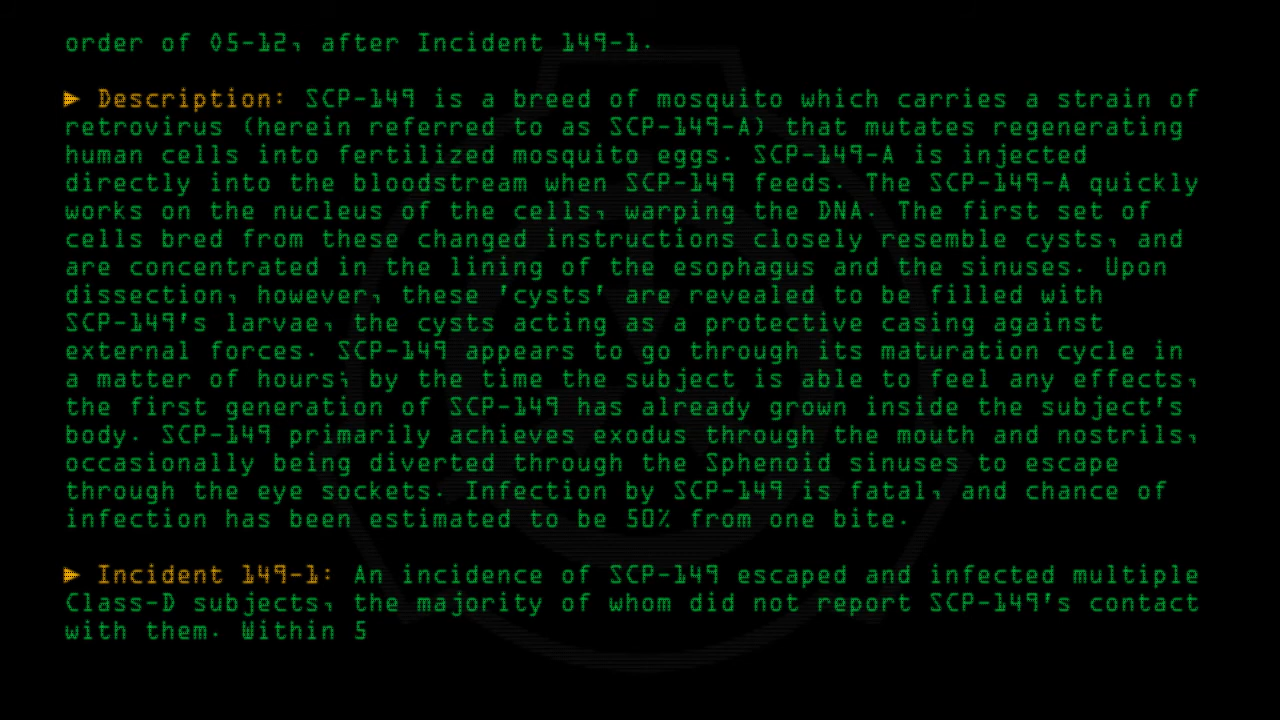 order of 05-12, after Incident 149-1.
► Description: SCP-149 is a breed of mosquito which carries a strain of
retrovirus (herein referred to as SCP-149-A) that mutates regenerating
human cells into fertilized mosquito eggs. SCP-149-A is injected
directly into the bloodstream when SCP-149 feeds. The SCP-149-A quickly
works on the nucleus of the cells, warping the DNA. The first set of
cells bred from these changed instructions closely resemble cysts, and
are concentrated in the lining of the esophagus and the sinuses. Upon
dissection, however, these 'cysts' are revealed to be filled with
SCP-149's larvae, the cysts acting as a protective casing against
external forces. SCP-149 appears to go through its maturation cycle in
a matter of hours; by the time the subject is able to feel any effects,
the first generation of SCP-149 has already grown inside the subject's
body. SCP-149 primarily achieves exodus through the mouth and nostrils,
occasionally being diverted through the Sphenoid sinuses to escape
through the eye sockets. Infection by SCP-149 is fatal, and chance of
infection has been estimated to be 50% from one bite.
► Incident 149-1: An incidence of SCP-149 escaped and infected multiple
Class-D subjects, the majority of whom did not report SCP-149's contact
with them. Within 5